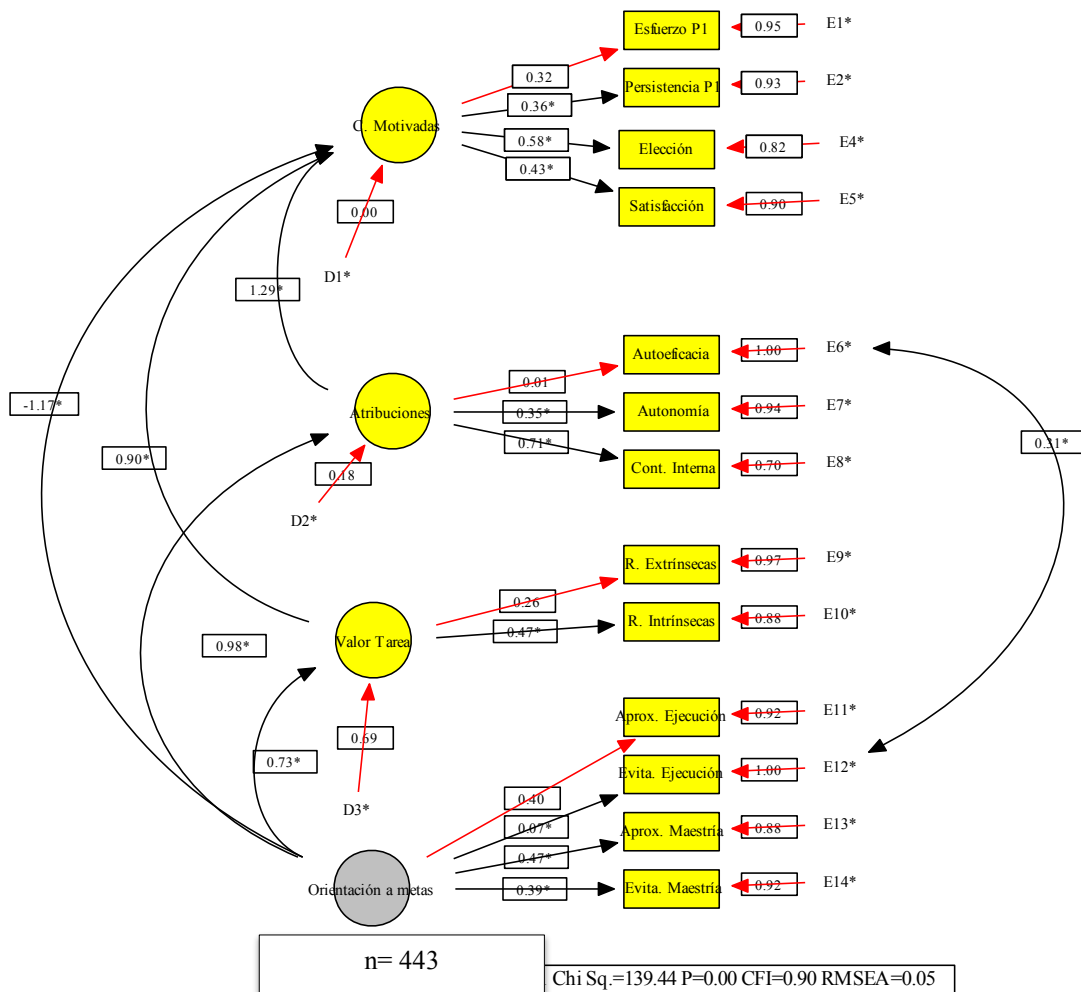 Esfuerzo P1
0.95
E1*
0.32
Persistencia P1
0.93
E2*
0.36*
C. Motivadas
0.58*
Elección
0.82
E4*
0.43*
Satisfacción
0.90
E5*
0.00
D1*
1.29*
Autoeficacia
1.00
E6*
0.01
-1.17*
Atribuciones
0.35*
Autonomía
0.94
E7*
0.31*
0.90*
0.71*
Cont. Interna
0.70
E8*
0.18
D2*
R. Extrínsecas
0.97
E9*
0.26
0.98*
Valor Tarea
0.47*
R. Intrínsecas
0.88
E10*
Aprox. Ejecución
0.92
E11*
0.69
0.73*
Evita. Ejecución
1.00
E12*
D3*
0.40
0.07*
Aprox. Maestría
0.88
E13*
0.47*
Orientación a metas
0.39*
Evita. Maestría
0.92
E14*
n= 443
Chi Sq.=139.44 P=0.00 CFI=0.90 RMSEA=0.05